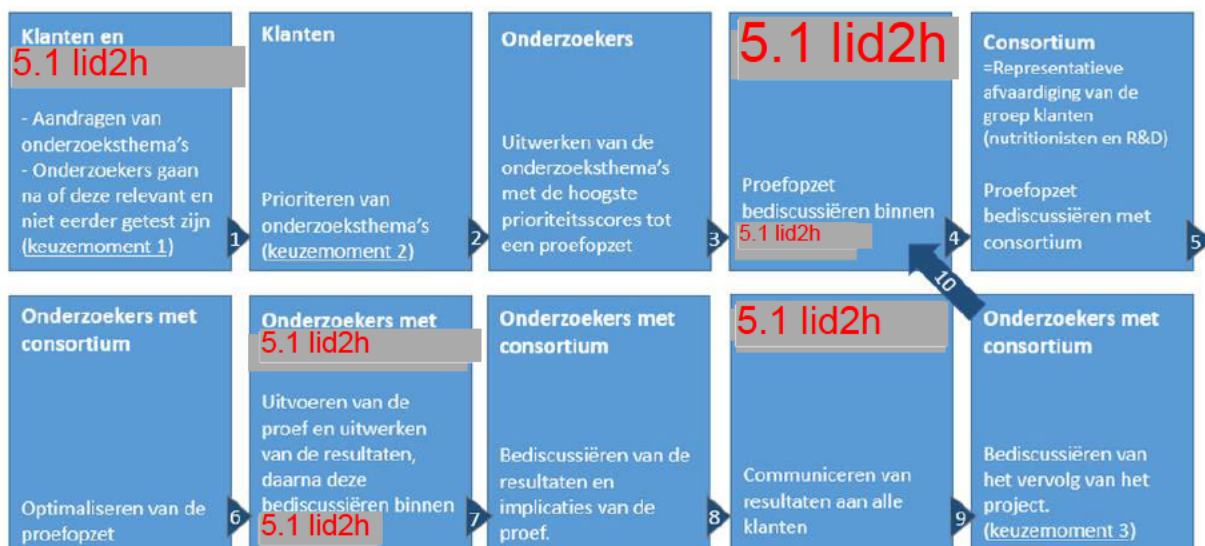 Klanten en
5.1 lid2h
- Aandragen van
onderzoeksthema's
- Onderzoekers gaan
na of deze relevant en
niet eerder getest zijn
(keuzemoment 1)
1
Klanten
Prioriteren van
onderzoeksthema's
(keuzemoment 2)
2
Onderzoekers
Uitwerken van de
onderzoeksthema's
met de hoogste
prioriteitsscores tot
een proefopzet
3
5.1 lid2h
Proefopzet
bediscussiëren binnen
5.1 lid2h
4
Consortium
=Representatieve
afvaardiging van de
groep klanten
(nutritionisten en R&D)
Proefopzet
bediscussiëren met
consortium
5
Onderzoekers met
consortium
Optimaliseren van de
proefopzet
6
Onderzoekers met
5.1 lid2h
Uitvoeren van de
proef en uitwerken
van de resultaten,
daarna deze
bediscussiëren binnen
5.1 lid2h
7
Onderzoekers met
consortium
Bediscussiëren van de
resultaten en
implicaties van de
proef.
8
5.1 lid2h
Communiceren van
resultaten aan alle
klanten
9
10
Onderzoekers met
consortium
Bediscussiëren van
het vervolg van het
project.
(keuzemoment 3)